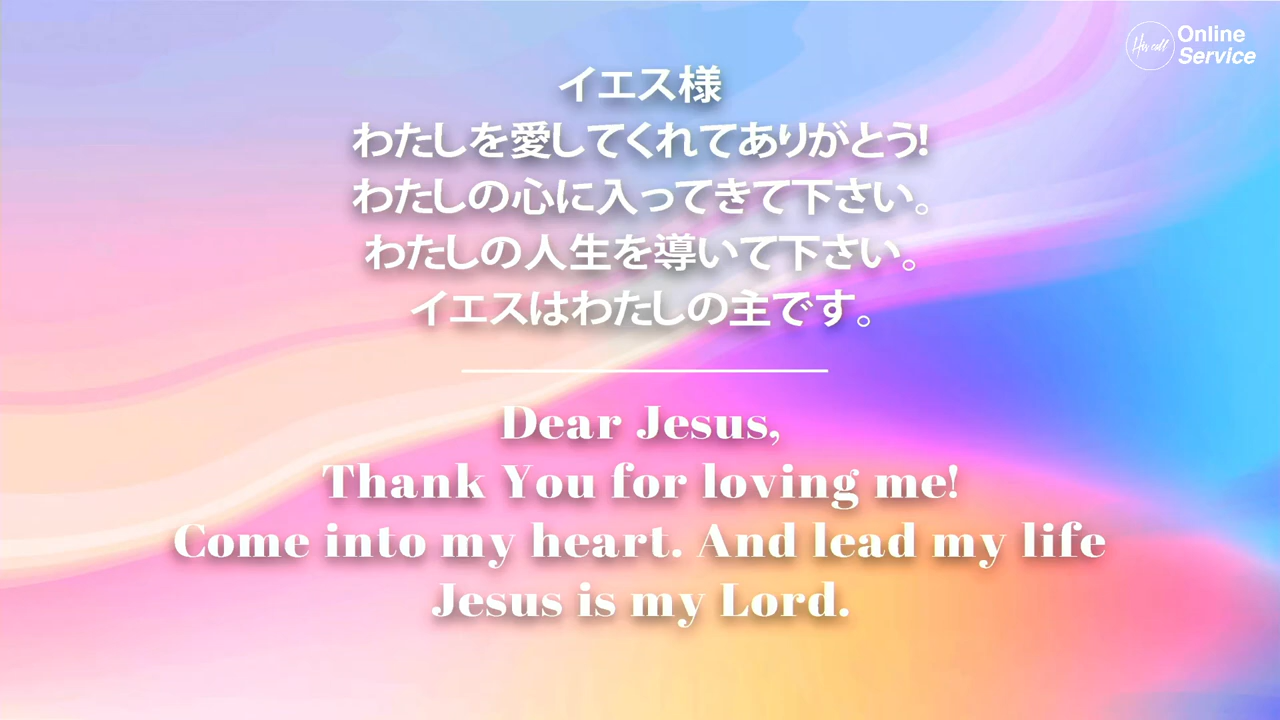 His call
Online
Service
イエス様
わたしを愛してくれてありがとう!
わたしの心に入ってきて下さい。
わたしの人生を導いて下さい。
イエスはわたしの主です。
Dear Jesus,
Thank You for loving me!
Come into my heart. And lead my life
Jesus is my Lord.